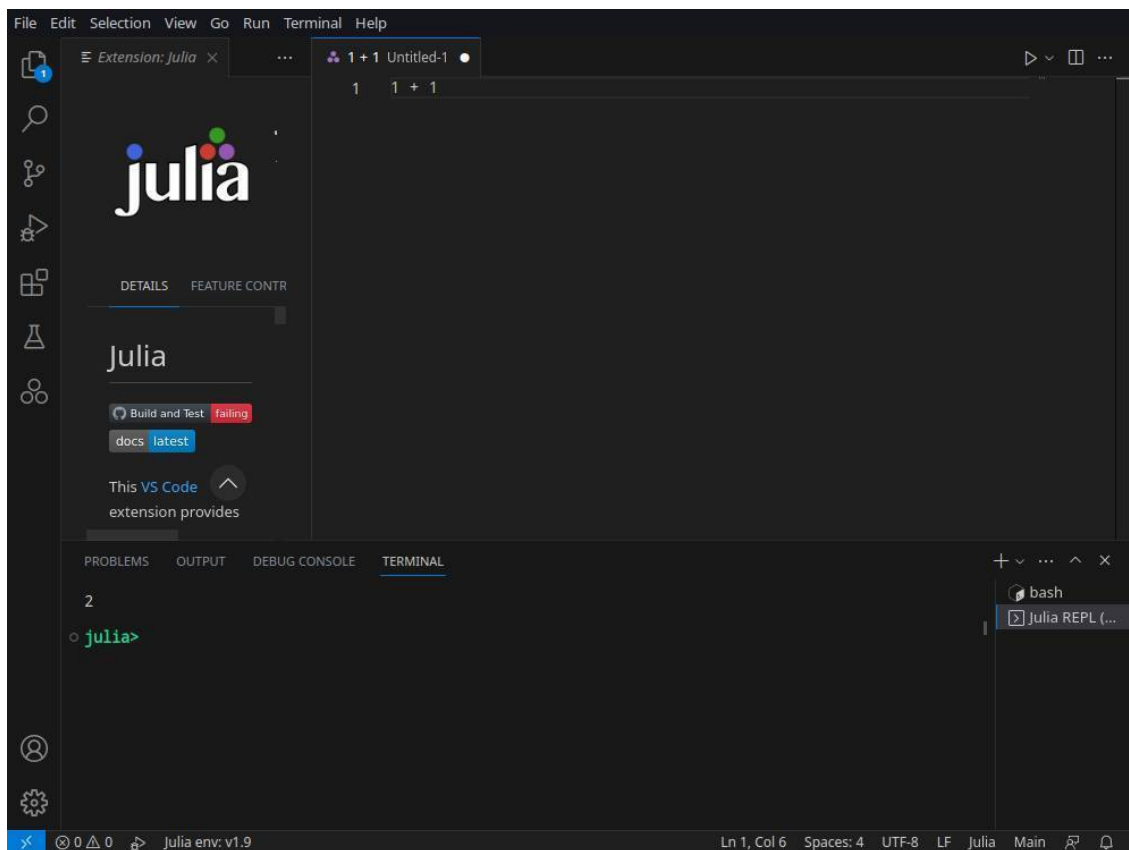 File Edit Selection View Go Run Terminal Help
Extension: Julia
1 + 1 Untitled-1
1
1 1 + 1
julia
DETAILS FEATURE CONTR
Julia
Build and Test failing
docs latest
This VS Code
extension provides
PROBLEMS OUTPUT DEBUG CONSOLE TERMINAL
2
julia>
bash
Julia REPL (...
0 0 Julia env: v1.9 Ln 1, Col 6 Spaces: 4 UTF-8 LF Julia Main